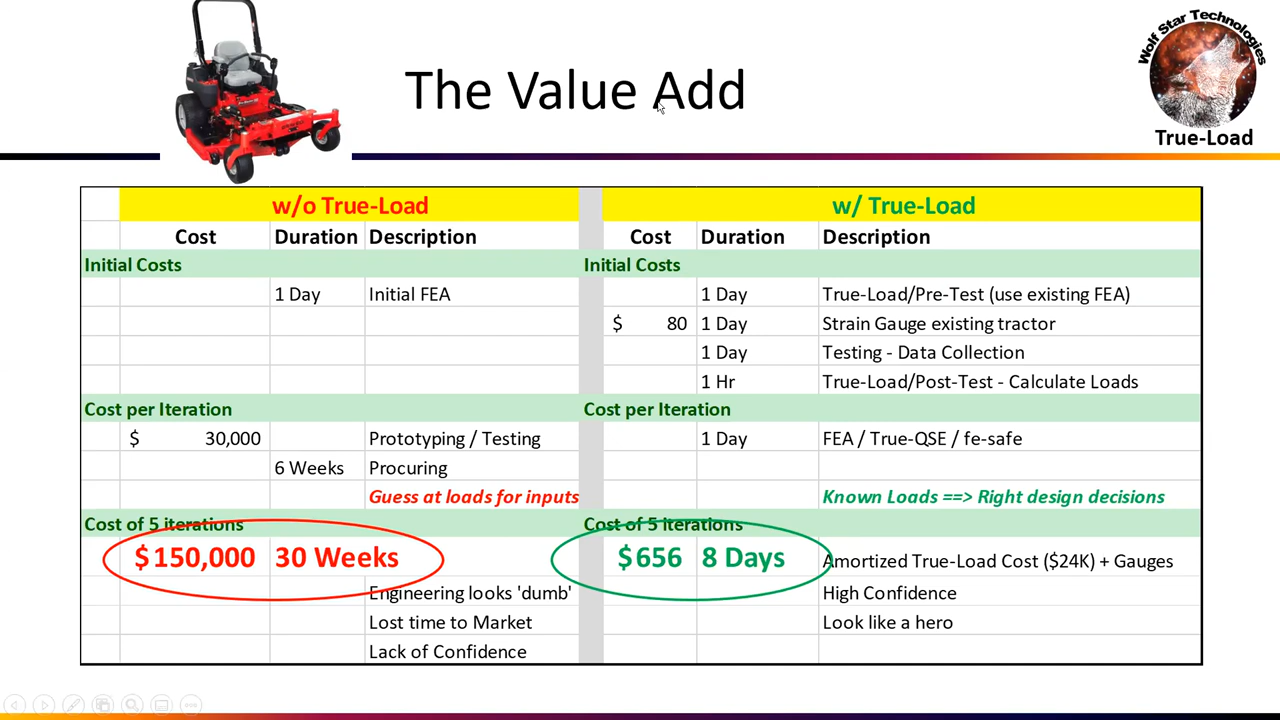 The Value Add
Wolf Star Technologies
True-Load
w/o True-Load w/ True-Load
Cost Duration Description Cost Duration Description
Initial Costs Initial Costs
1 Day Initial FEA 1 Day True-Load/Pre-Test (use existing FEA)
$ 80 1 Day Strain Gauge existing tractor
1 Day Testing - Data Collection
1 Hr True-Load/Post-Test - Calculate Loads
Cost per Iteration Cost per Iteration
$ 30,000 Prototyping / Testing 1 Day FEA / True-QSE / fe-safe
6 Weeks Procuring
Guess at loads for inputs Known Loads ==> Right design decisions
Cost of 5 iterations Cost of 5 iterations
$150,000 30 Weeks $656 8 Days Amortized True-Load Cost ($24K) + Gauges
Engineering looks 'dumb' High Confidence
Lost time to Market Look like a hero
Lack of Confidence